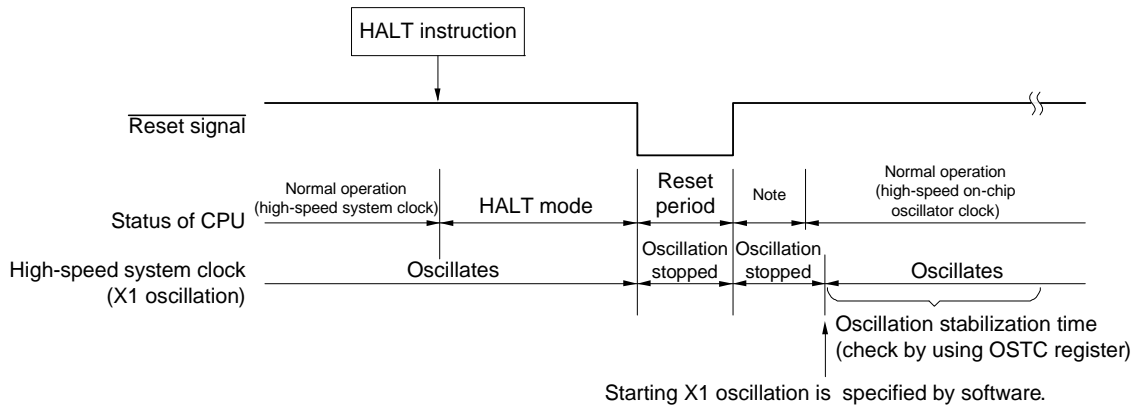 HALT instruction
Reset signal
Status of CPU
Normal operation
(high-speed system clock)
HALT mode
Reset
period
Note
Normal operation
(high-speed on-chip
oscillator clock)
High-speed system clock
(X1 oscillation)
Oscillates
Oscillation
stopped
Oscillation
stopped
Oscillates
Oscillation stabilization time
(check by using OSTC register)
Starting X1 oscillation is specified by software.